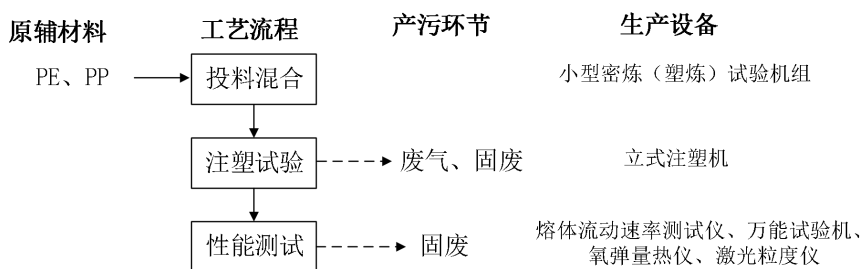 原辅材料 工艺流程 产污环节 生产设备
PE、PP 投料混合 小型密炼（塑炼）试验机组
注塑试验 废气、固废 立式注塑机
性能测试 固废 熔体流动速率测试仪、万能试验机、
氧弹量热仪、激光粒度仪